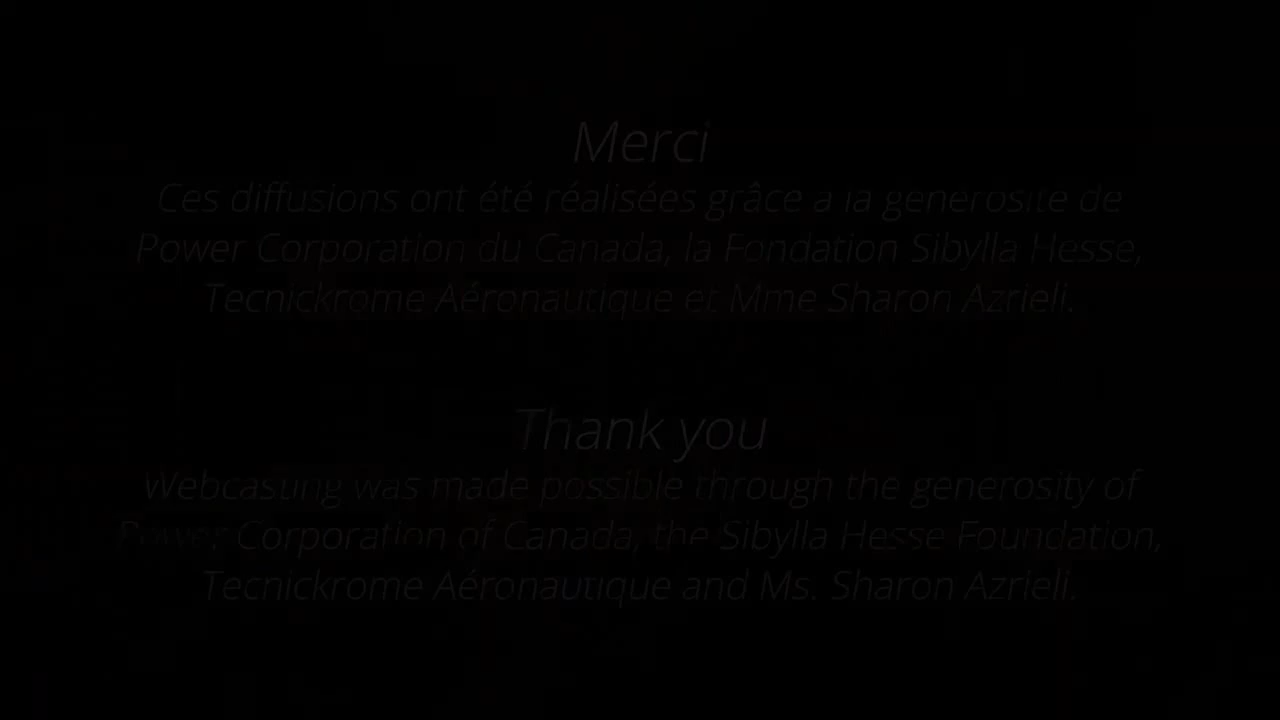 Merci
Ces diffusions ont été réalisées grâce à la générosité de
Power Corporation du Canada, la Fondation Sibylla Hesse,
Tecnickrome Aéronautique et Mme Sharon Azrieli.
Thank you
Webcasting was made possible through the generosity of
Power Corporation of Canada, the Sibylla Hesse Foundation,
Tecnickrome Aéronautique and Ms. Sharon Azrieli.